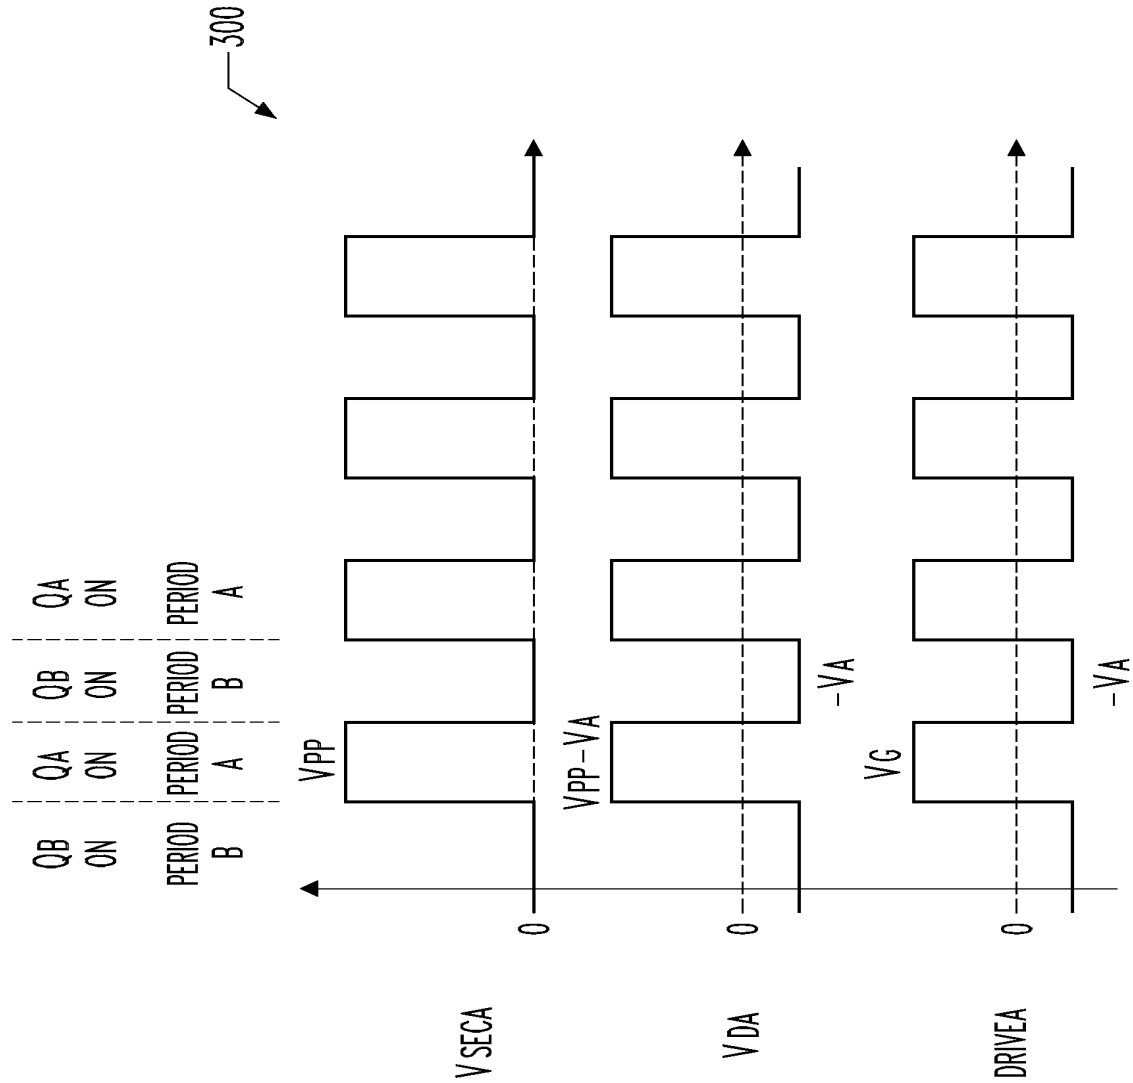 300
QB ON
QA ON
QB ON
QA ON
PERIOD B
PERIOD A
PERIOD B
PERIOD A
VPP
VSECA
0
VPP-VA
VDA
0
-VA
VG
DRIVEA
0
-VA